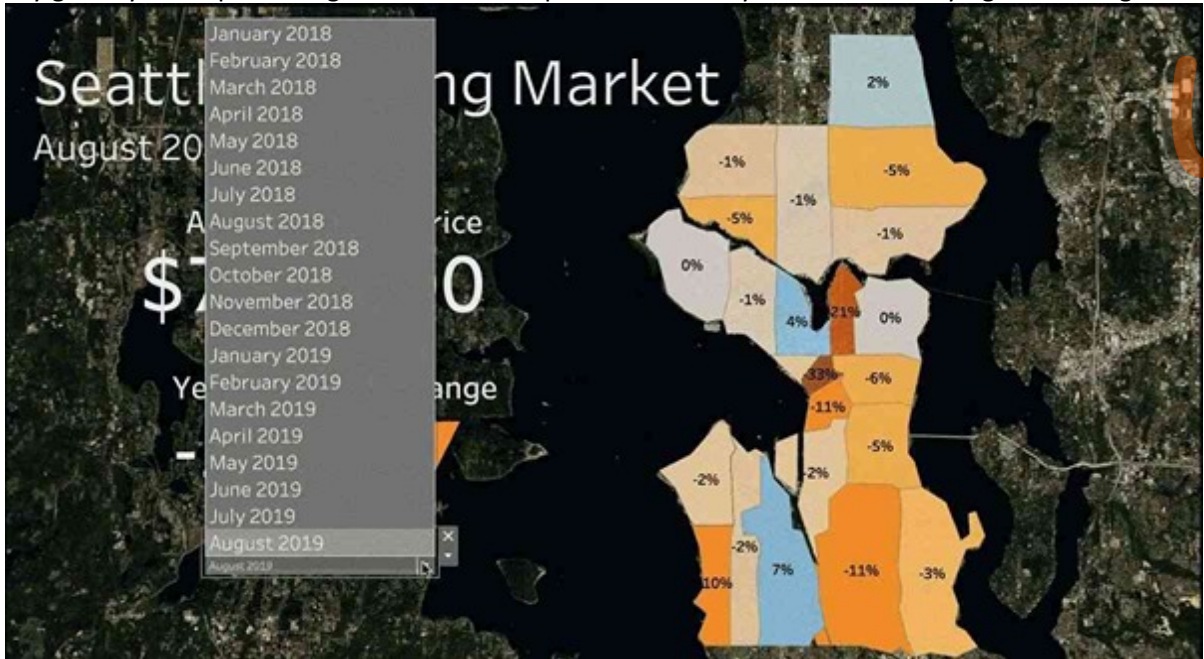 Seatt ng Market
August 20
A rice
$7 0
Ye ange
-
January 2018
February 2018
March 2018
April 2018
May 2018
June 2018
July 2018
August 2018
September 2018
October 2018
November 2018
December 2018
January 2019
February 2019
March 2019
April 2019
May 2019
June 2019
July 2019
August 2019
August 2019
2%
-1%
-5%
-1%
-5%
-1%
0%
-1%
4%
-21%
0%
-33%
-6%
-11%
-5%
-2%
-2%
-2%
7%
10%
-11%
-3%